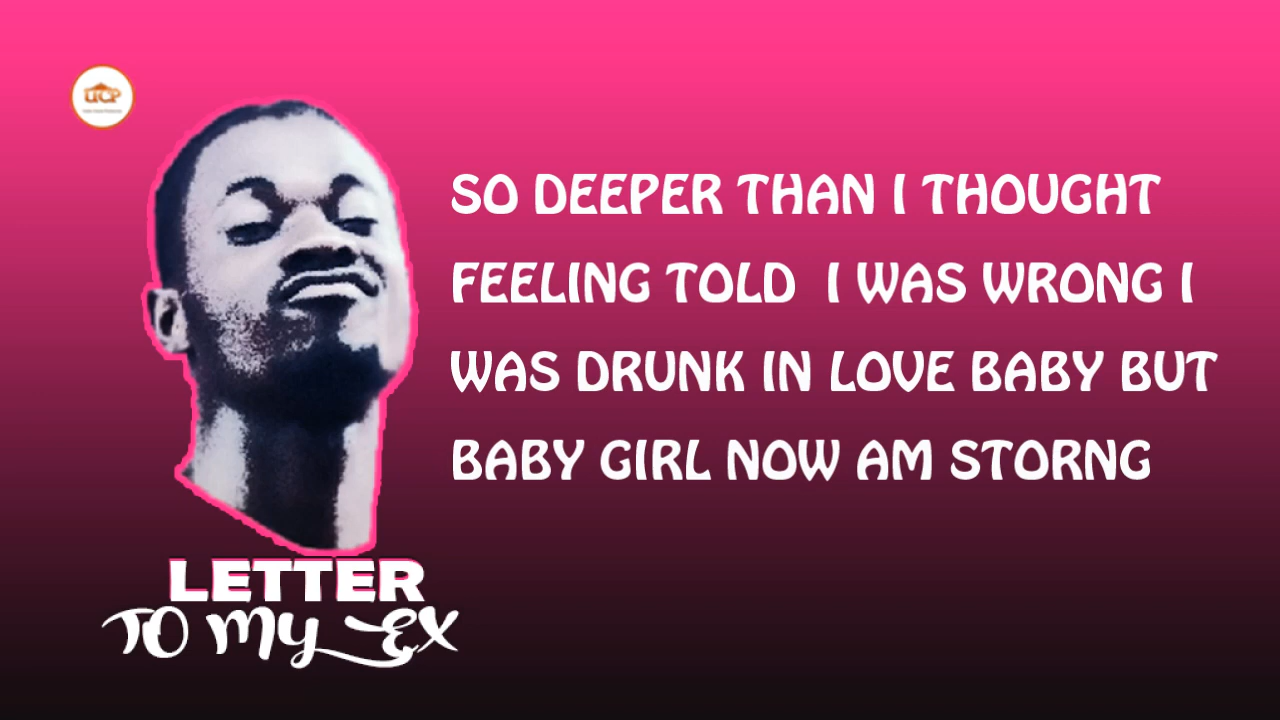 UCP
SO DEEPER THAN I THOUGHT
FEELING TOLD I WAS WRONG I
WAS DRUNK IN LOVE BABY BUT
BABY GIRL NOW AM STORNG
LETTER
TO MY EX